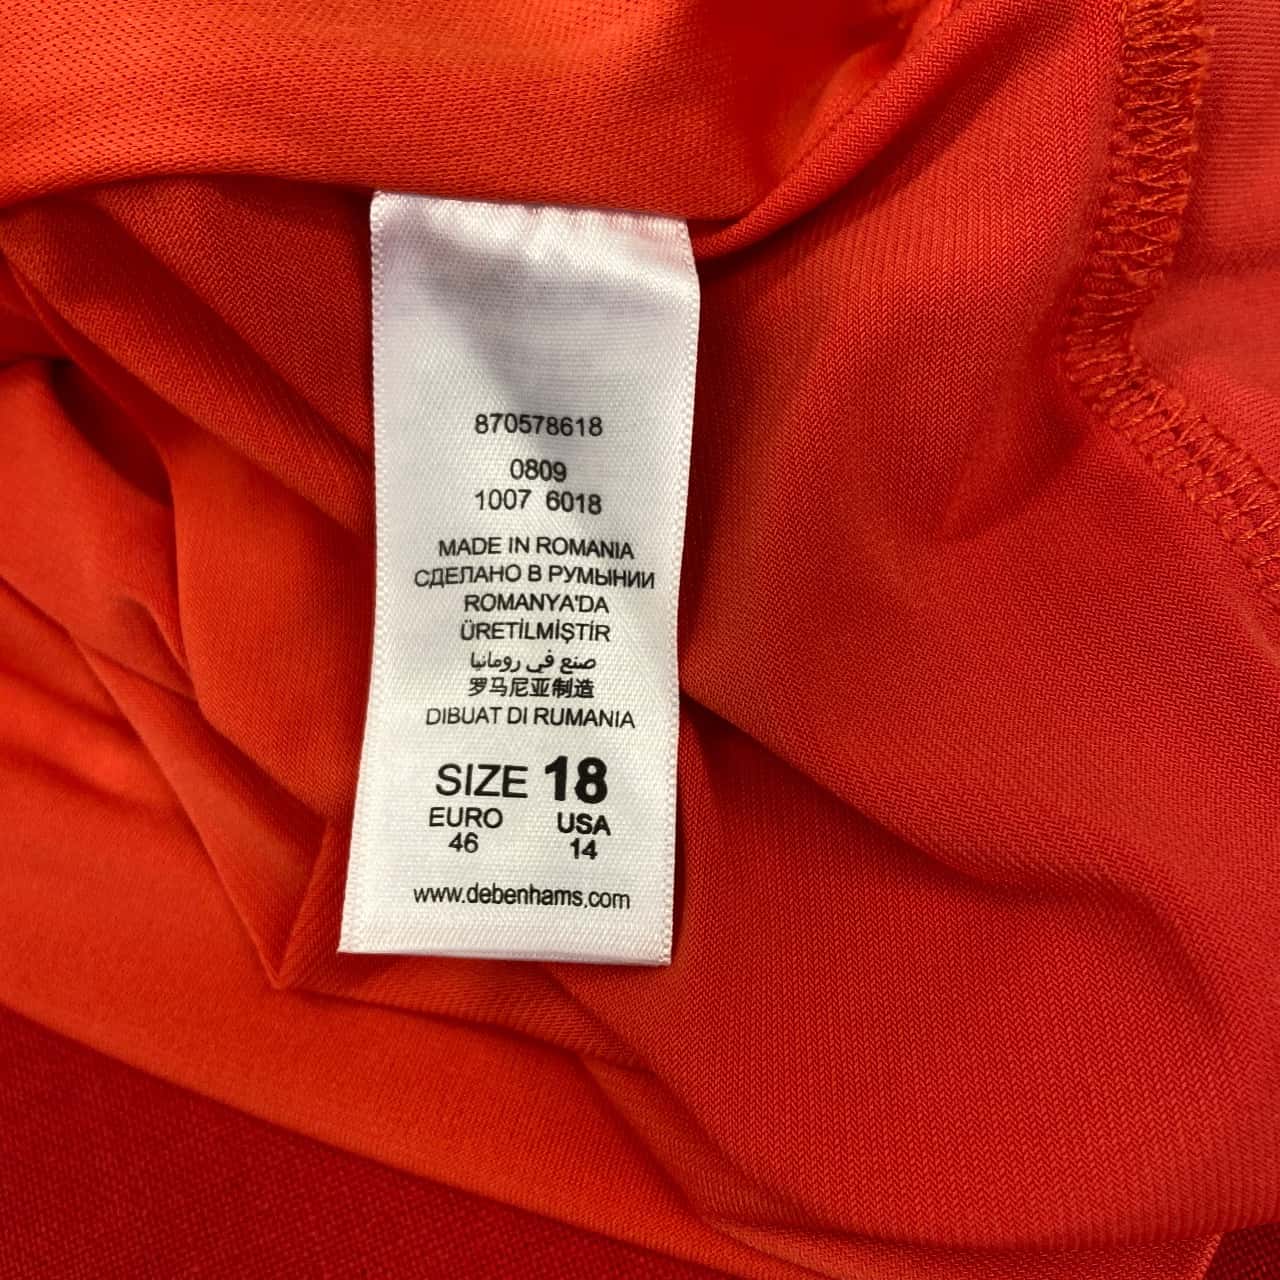 870578618
0809
1007 6018
MADE IN ROMANIA
СДЕЛАНО В РУМЫНИИ
ROMANYA'DA
ÜRETİLMİŞTİR
صنع في رومانيا
罗马尼亚制造
DIBUAT DI RUMANIA
SIZE 18
EURO USA
46 14
www.debenhams.com